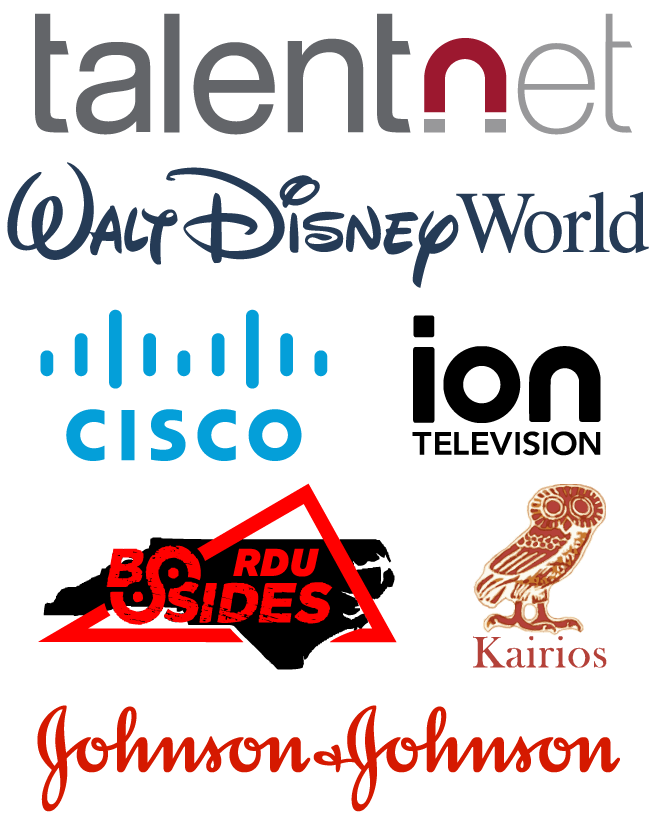 talentnet
WALT DISNEY World
CISCO
ion
TELEVISION
BSIDES RDU
Kairios
Johnson & Johnson